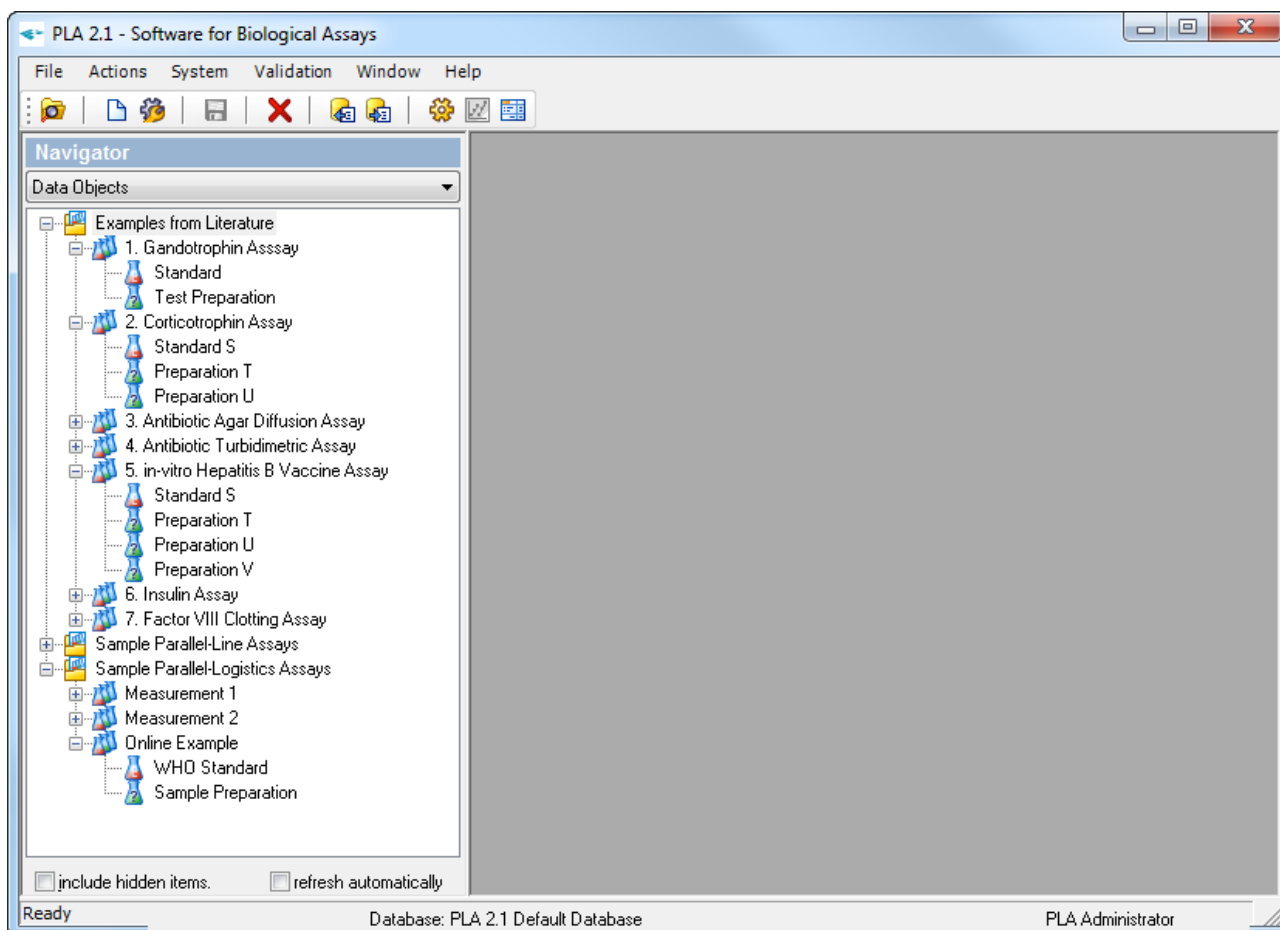 PLA 2.1 - Software for Biological Assays
File Actions System Validation Window Help
Navigator
Data Objects
Examples from Literature
1. Gandotrophin Asssay
Standard
Test Preparation
2. Corticotrophin Assay
Standard S
Preparation T
Preparation U
3. Antibiotic Agar Diffusion Assay
4. Antibiotic Turbidimetric Assay
5. in-vitro Hepatitis B Vaccine Assay
Standard S
Preparation T
Preparation U
Preparation V
6. Insulin Assay
7. Factor VIII Clotting Assay
Sample Parallel-Line Assays
Sample Parallel-Logistics Assays
Measurement 1
Measurement 2
Online Example
WHO Standard
Sample Preparation
include hidden items. refresh automatically
Ready Database: PLA 2.1 Default Database PLA Administrator